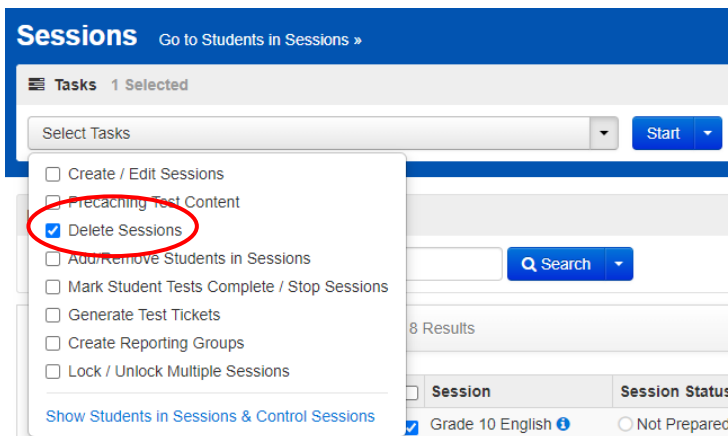 Sessions Go to Students in Sessions »
Tasks 1 Selected
Select Tasks Start
Create / Edit Sessions
Precaching Test Content
Delete Sessions
Add/Remove Students in Sessions
Search
Mark Student Tests Complete / Stop Sessions
Generate Test Tickets
8 Results
Create Reporting Groups
Lock / Unlock Multiple Sessions
Session Session Status
Show Students in Sessions & Control Sessions
Grade 10 English Not Prepared